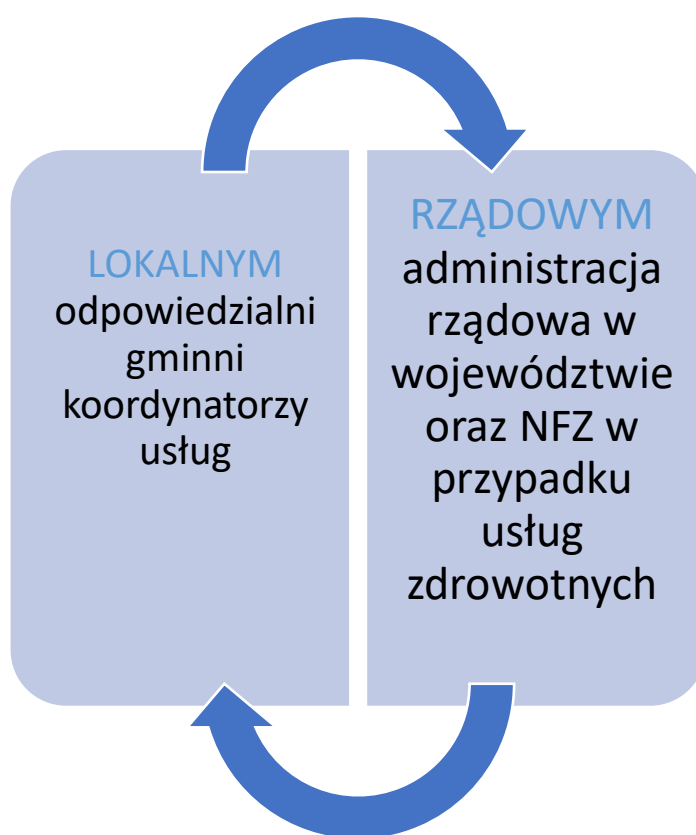 LOKALNYM
odpowiedzialni
gminni
koordynatorzy
usług
RZĄDOWYM
administracja
rządowa w
województwie
oraz NFZ w
przypadku
usług
zdrowotnych